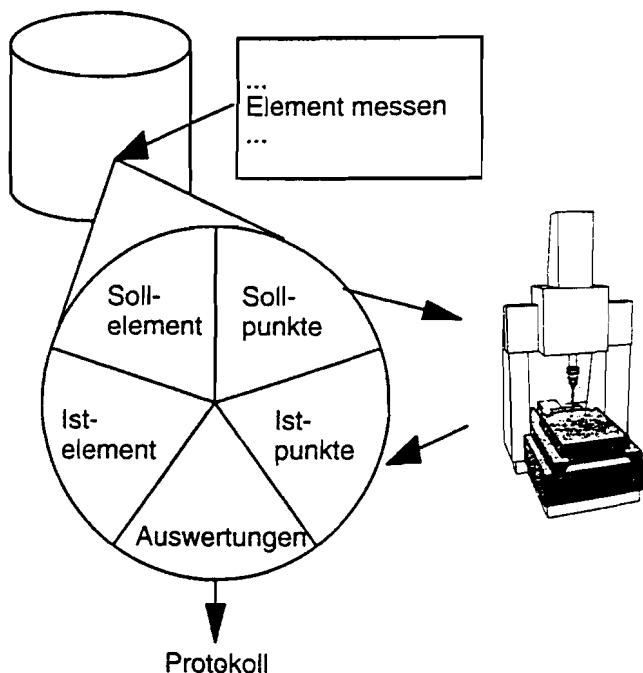 ...
Element messen
...
Soll-
element
Soll-
punkte
Ist-
element
Ist-
punkte
Auswertungen
Protokoll